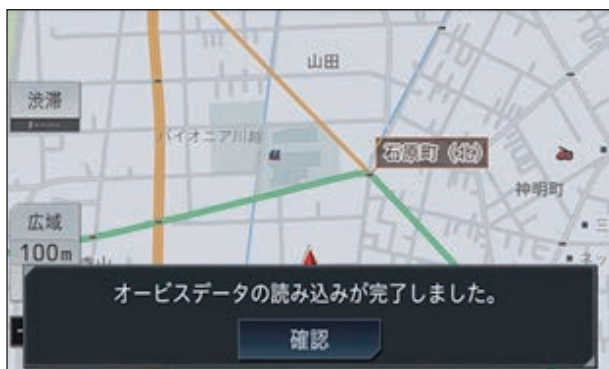 山田
渋滞
パイオニア川越
石原町（北）
神明町
広域
100m
オービスデータの読み込みが完了しました。
確認